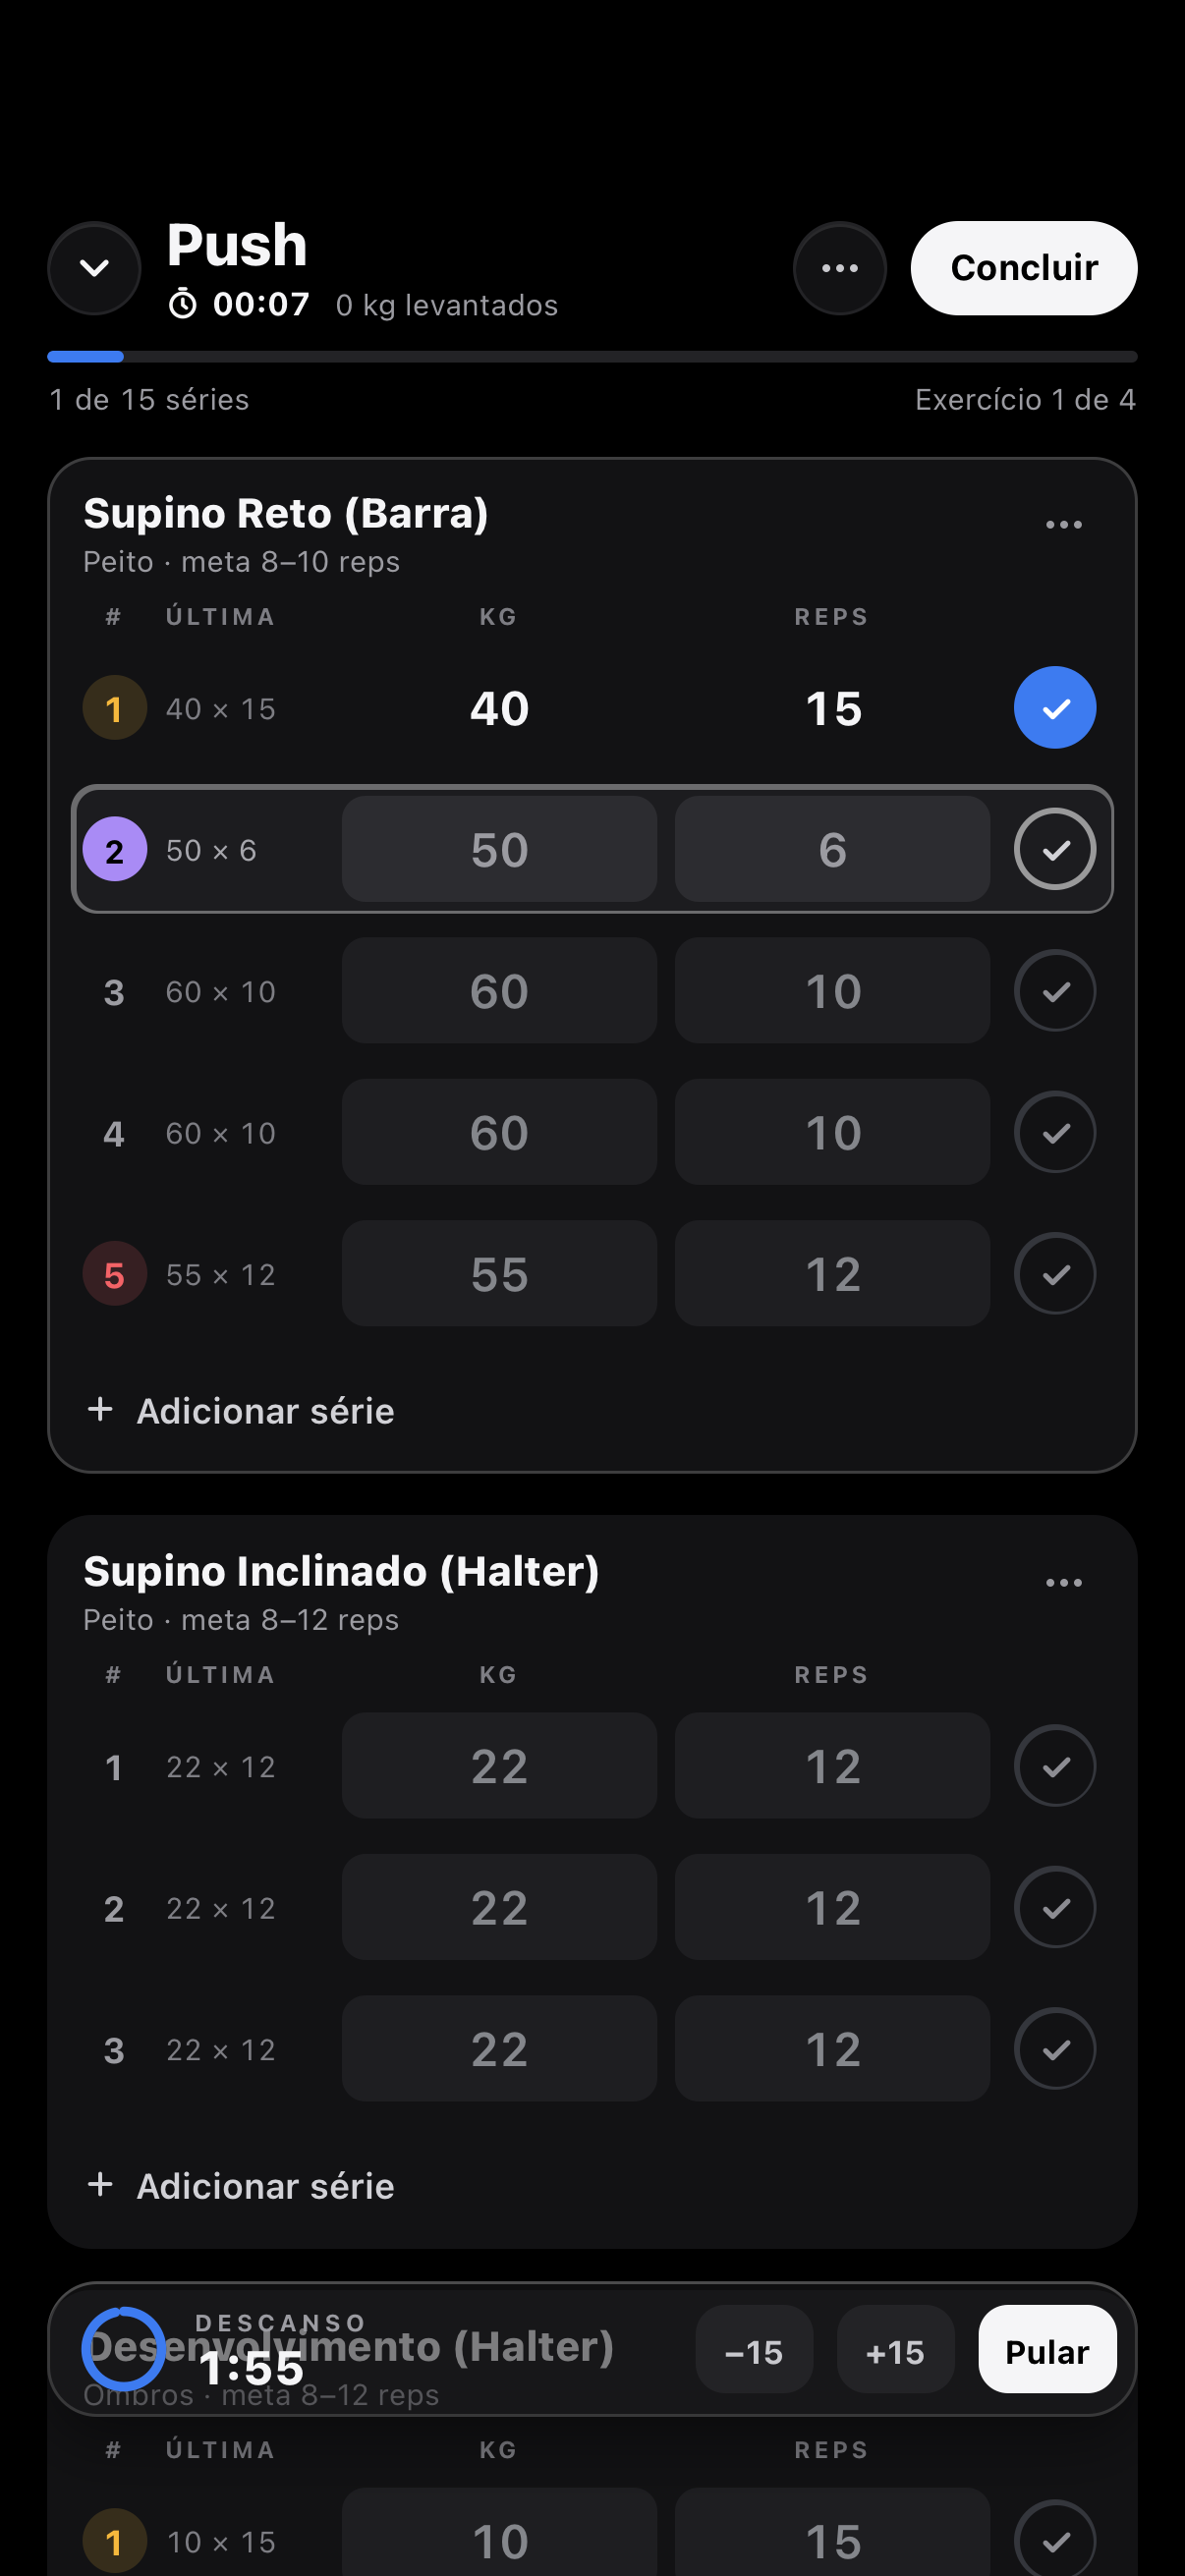 Push
00:07 0 kg levantados
Concluir
1 de 15 séries Exercício 1 de 4
Supino Reto (Barra)
Peito · meta 8–10 reps
# ÚLTIMA KG REPS
1 40 × 15 40 15
2 50 × 6 50 6
3 60 × 10 60 10
4 60 × 10 60 10
5 55 × 12 55 12
+ Adicionar série
Supino Inclinado (Halter)
Peito · meta 8–12 reps
# ÚLTIMA KG REPS
1 22 × 12 22 12
2 22 × 12 22 12
3 22 × 12 22 12
+ Adicionar série
DESCANSO
1:55
−15 +15 Pular
Desenvolvimento (Halter)
Ombros · meta 8–12 reps
# ÚLTIMA KG REPS
1 10 × 15 10 15